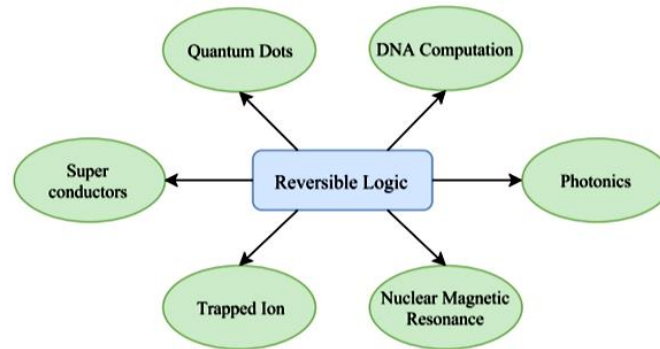 Quantum Dots
DNA Computation
Super
conductors
Reversible Logic
Photonics
Trapped Ion
Nuclear Magnetic
Resonance